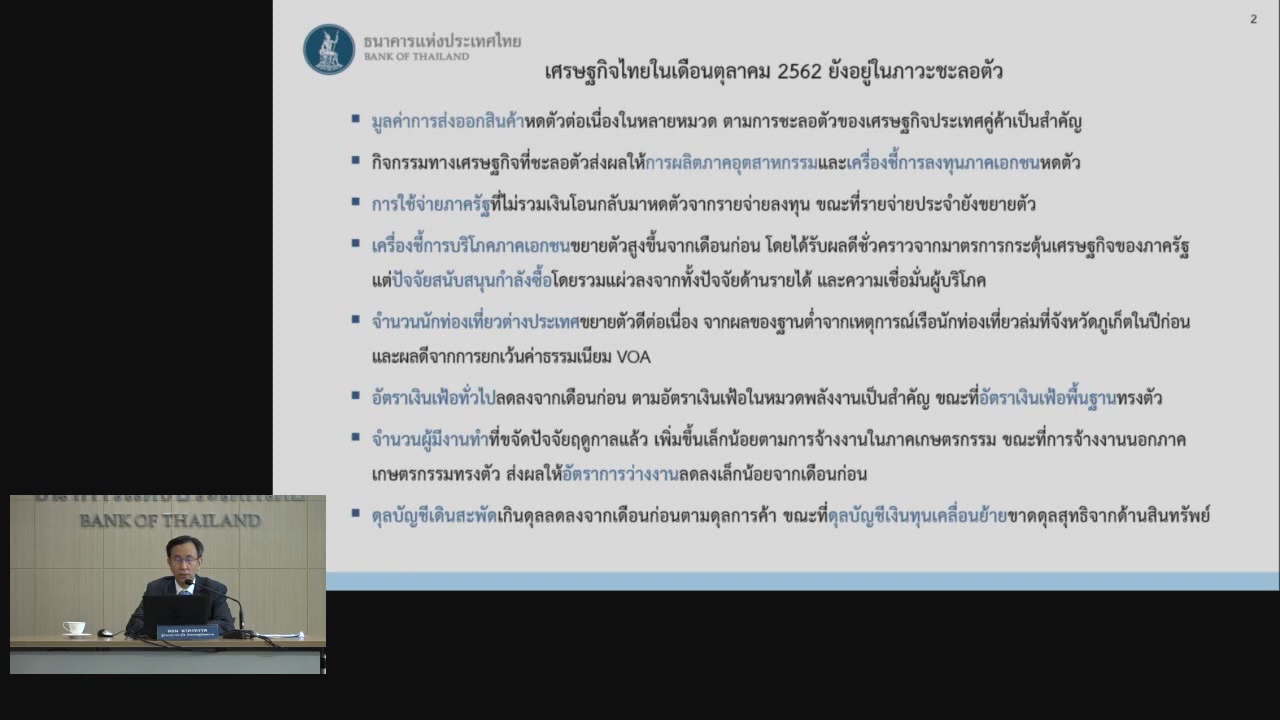 2
ธนาคารแห่งประเทศไทย
BANK OF THAILAND
เศรษฐกิจไทยในเดือนตุลาคม 2562 ยังอยู่ในภาวะชะลอตัว
▪ มูลค่าการส่งออกสินค้าหดตัวต่อเนื่องในหลายหมวด ตามการชะลอตัวของเศรษฐกิจประเทศคู่ค้าเป็นสำคัญ
▪ กิจกรรมทางเศรษฐกิจที่ชะลอตัวส่งผลให้การผลิตภาคอุตสาหกรรมและเครื่องชี้การลงทุนภาคเอกชนหดตัว
▪ การใช้จ่ายภาครัฐที่ไม่รวมเงินโอนกลับมาหดตัวจากรายจ่ายลงทุน ขณะที่รายจ่ายประจำยังขยายตัว
▪ เครื่องชี้การบริโภคภาคเอกชนขยายตัวสูงขึ้นจากเดือนก่อน โดยได้รับผลดีชั่วคราวจากมาตรการกระตุ้นเศรษฐกิจของภาครัฐ
แต่ปัจจัยสนับสนุนกำลังซื้อโดยรวมแผ่วลงจากทั้งปัจจัยด้านรายได้ และความเชื่อมั่นผู้บริโภค
▪ จำนวนนักท่องเที่ยวต่างประเทศขยายตัวดีต่อเนื่อง จากผลของฐานต่ำจากเหตุการณ์เรือนักท่องเที่ยวล่มที่จังหวัดภูเก็ตในปีก่อน
และผลดีจากการยกเว้นค่าธรรมเนียม VOA
▪ อัตราเงินเฟ้อทั่วไปลดลงจากเดือนก่อน ตามอัตราเงินเฟ้อในหมวดพลังงานเป็นสำคัญ ขณะที่อัตราเงินเฟ้อพื้นฐานทรงตัว
▪ จำนวนผู้มีงานทำที่ขจัดปัจจัยฤดูกาลแล้ว เพิ่มขึ้นเล็กน้อยตามการจ้างงานในภาคเกษตรกรรม ขณะที่การจ้างงานนอกภาค
เกษตรกรรมทรงตัว ส่งผลให้อัตราการว่างงานลดลงเล็กน้อยจากเดือนก่อน
▪ ดุลบัญชีเดินสะพัดเกินดุลลดลงจากเดือนก่อนตามดุลการค้า ขณะที่ดุลบัญชีเงินทุนเคลื่อนย้ายขาดดุลสุทธิจากด้านสินทรัพย์
BANK OF THAILAND